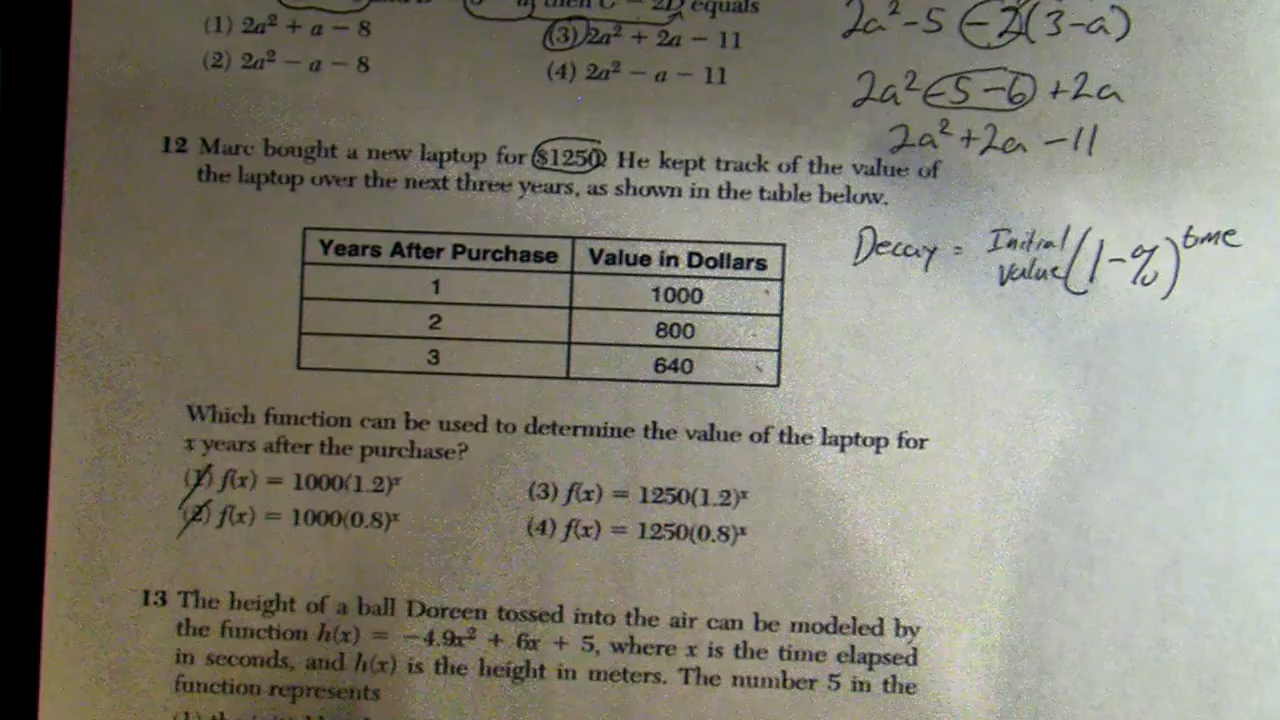 equals
(1) 2a² + a − 8
(3) 2a² + 2a − 11
(2) 2a² − a − 8
(4) 2a² − a − 11
2a²-5-2(3-a)
2a²-5-6+2a
2a²+2a-11
12 Marc bought a new laptop for $1250. He kept track of the value of
the laptop over the next three years, as shown in the table below.
Years After Purchase Value in Dollars
1 1000
2 800
3 640
Decay = Initial value (1-%)^time
Which function can be used to determine the value of the laptop for
x years after the purchase?
(1) f(x) = 1000(1.2)ˣ
(3) f(x) = 1250(1.2)ˣ
(2) f(x) = 1000(0.8)ˣ
(4) f(x) = 1250(0.8)ˣ
13 The height of a ball Doreen tossed into the air can be modeled by
the function h(x) = −4.9x² + 6x + 5, where x is the time elapsed
in seconds, and h(x) is the height in meters. The number 5 in the
function represents